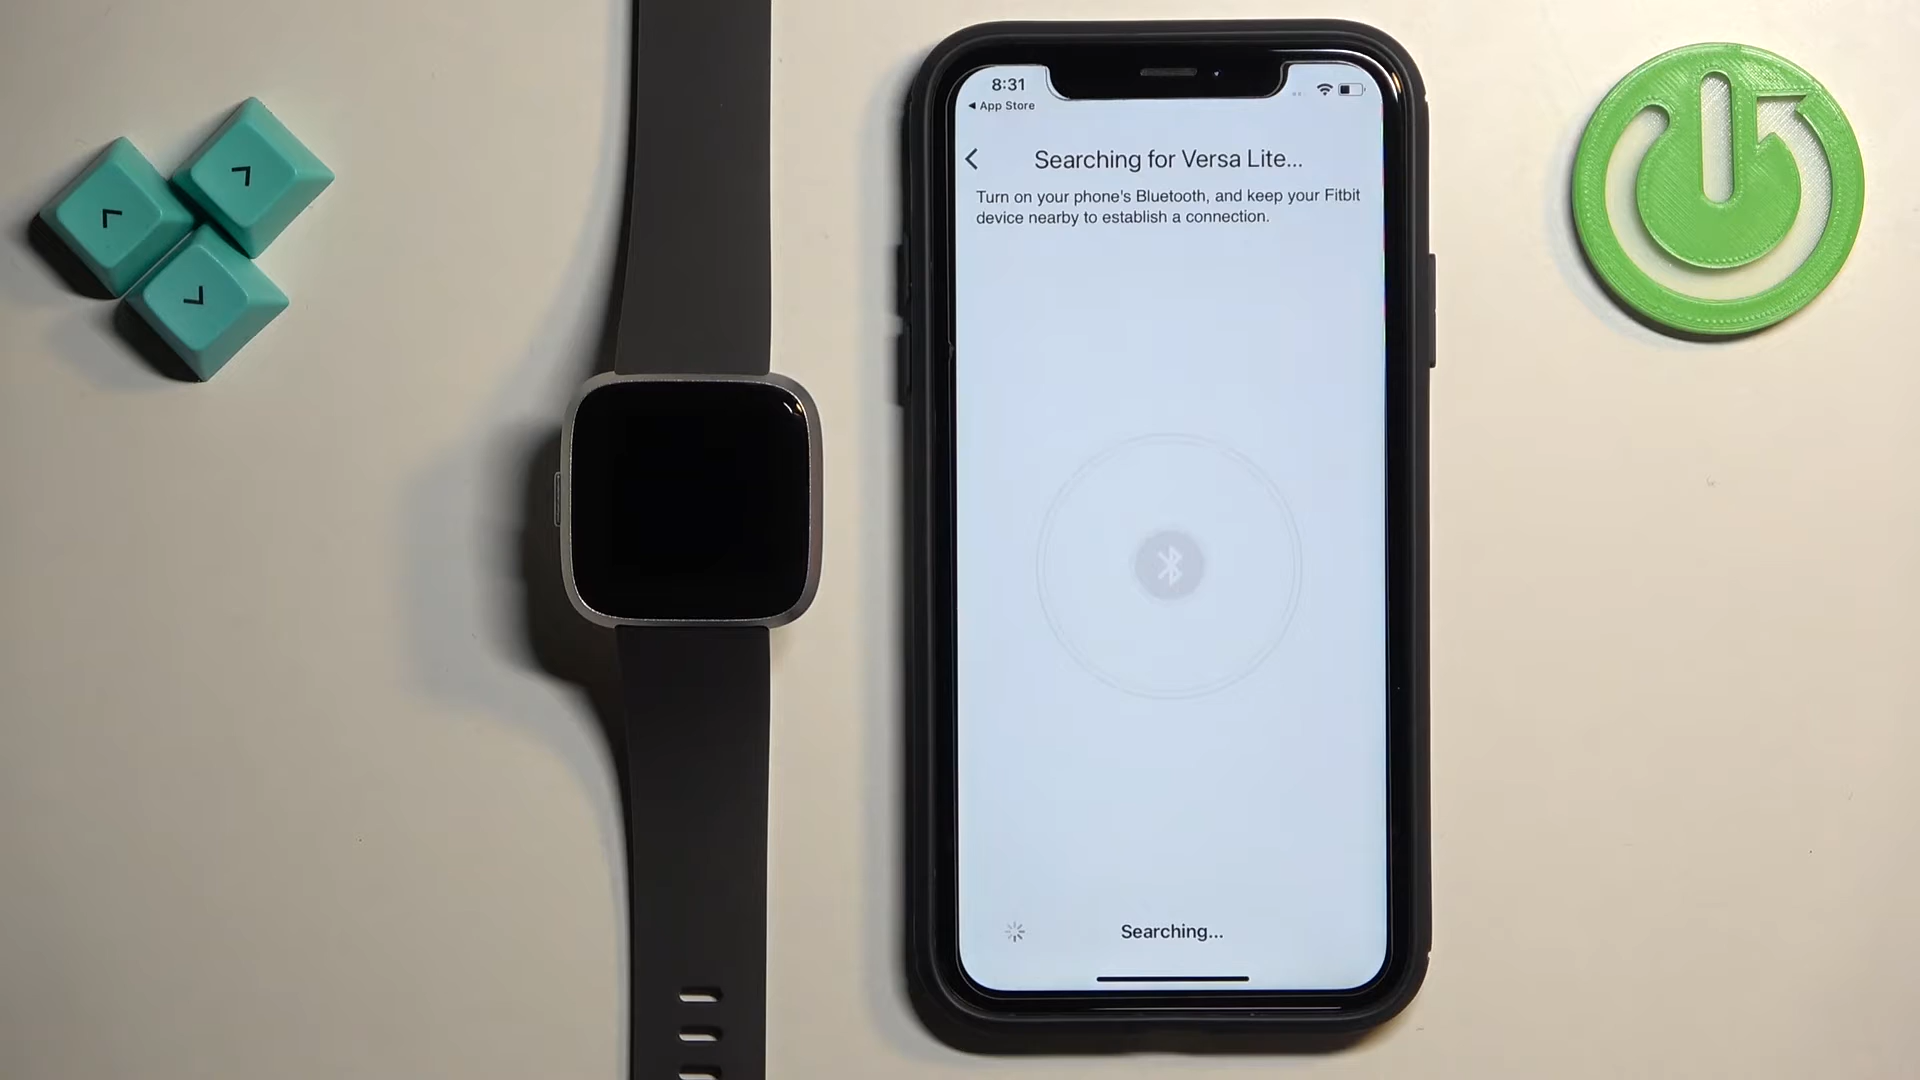 8:31
◀ App Store
Searching for Versa Lite...
Turn on your phone's Bluetooth, and keep your Fitbit
device nearby to establish a connection.
Searching...